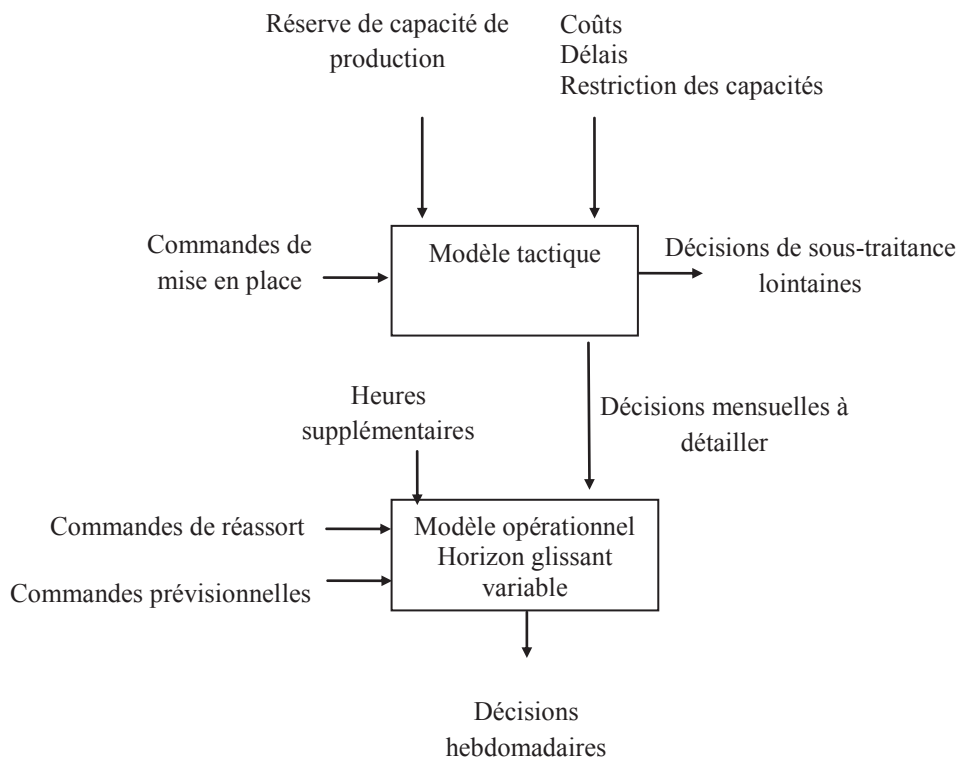 Réserve de capacité de
production
Coûts
Délais
Restriction des capacités
Commandes de
mise en place
Modèle tactique
Décisions de sous-traitance
lointaines
Heures
supplémentaires
Décisions mensuelles à
détailler
Commandes de réassort
Commandes prévisionnelles
Modèle opérationnel
Horizon glissant
variable
Décisions
hebdomadaires